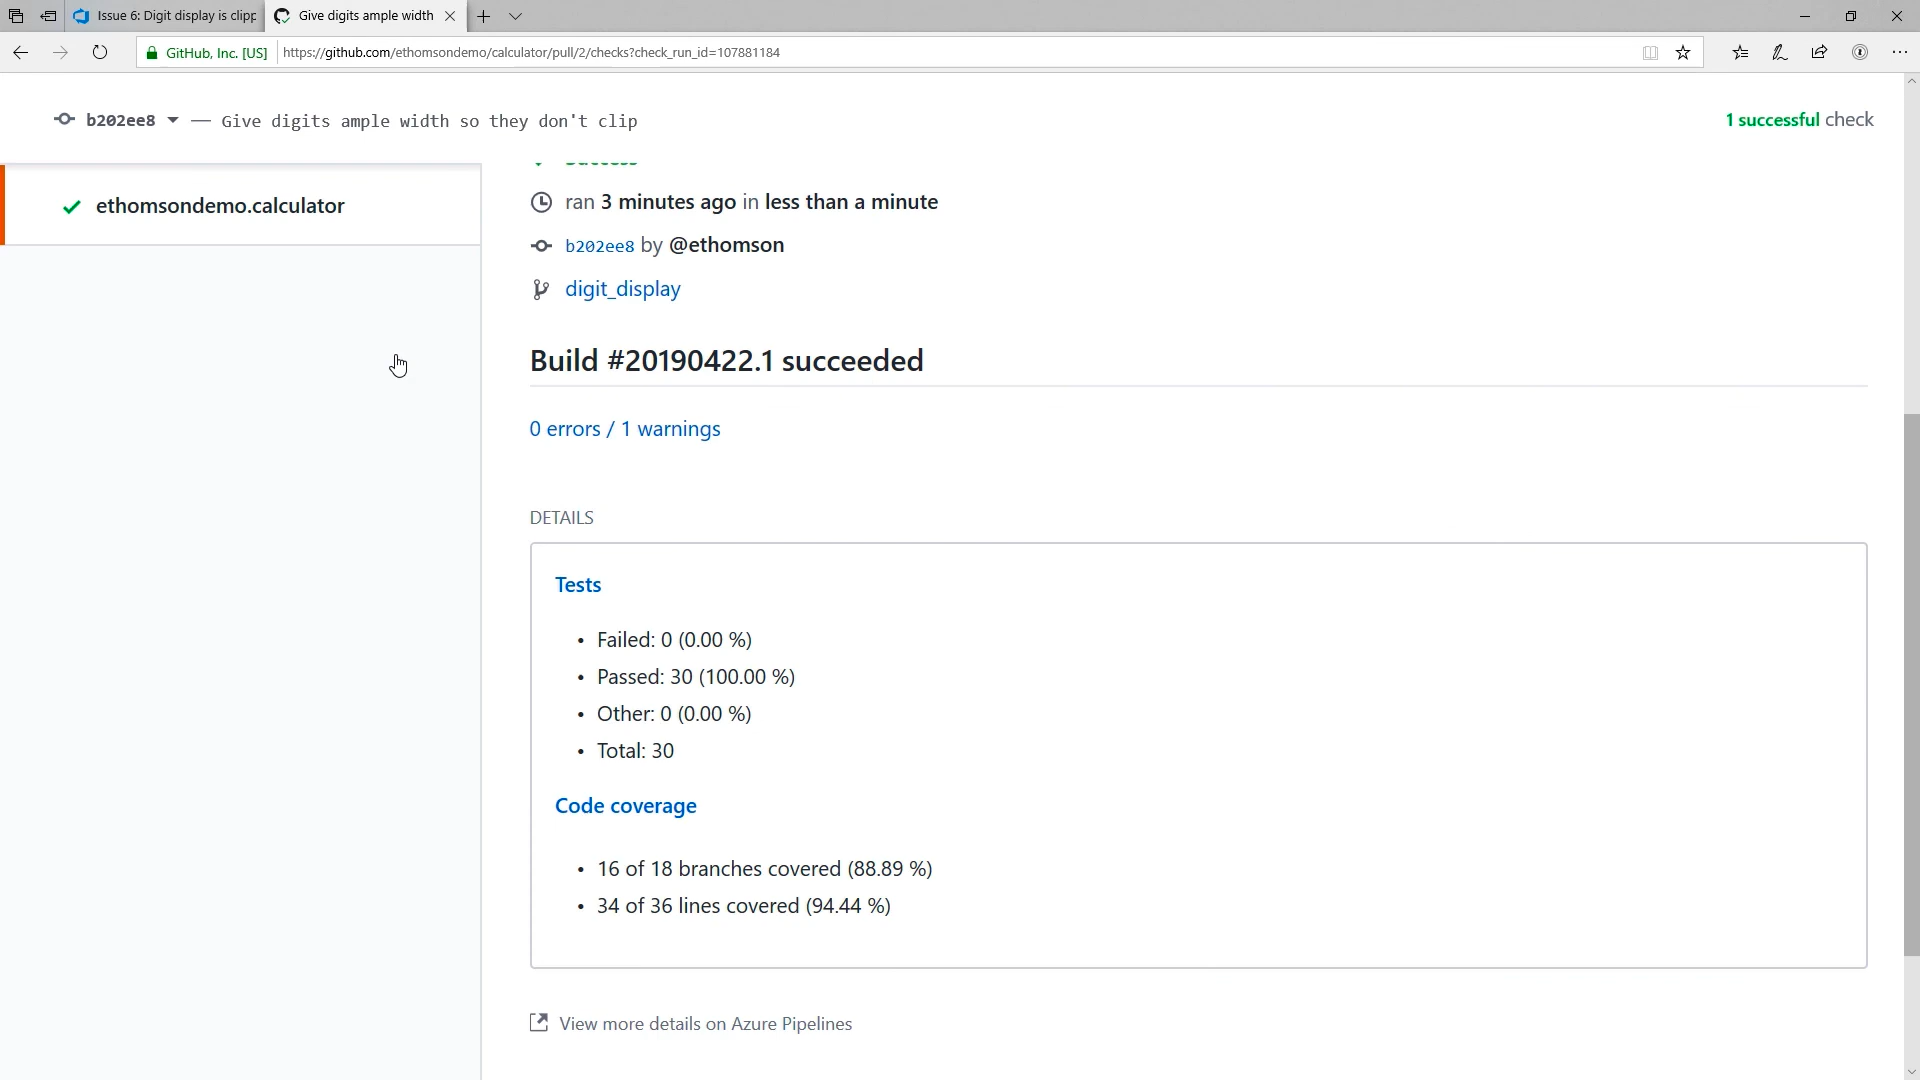 Issue 6: Digit display is clipp
Give digits ample width
GitHub, Inc. [US]
https://github.com/ethomsondemo/calculator/pull/2/checks?check_run_id=107881184
b202ee8 — Give digits ample width so they don't clip
1 successful check
Success
ethomsondemo.calculator
ran 3 minutes ago in less than a minute
b202ee8 by @ethomson
digit_display
Build #20190422.1 succeeded
0 errors / 1 warnings
DETAILS
Tests
• Failed: 0 (0.00 %)
• Passed: 30 (100.00 %)
• Other: 0 (0.00 %)
• Total: 30
Code coverage
• 16 of 18 branches covered (88.89 %)
• 34 of 36 lines covered (94.44 %)
View more details on Azure Pipelines